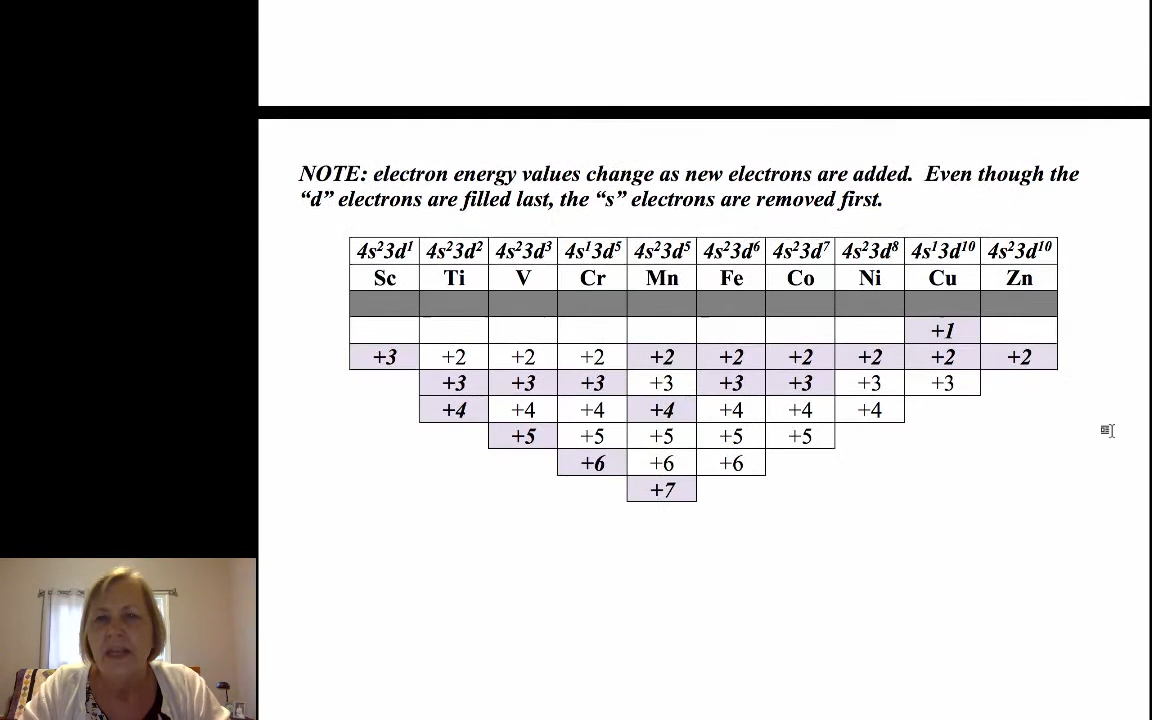 NOTE: electron energy values change as new electrons are added. Even though the
“d” electrons are filled last, the “s” electrons are removed first.
4s²3d¹ 4s²3d² 4s²3d³ 4s¹3d⁵ 4s²3d⁵ 4s²3d⁶ 4s²3d⁷ 4s²3d⁸ 4s¹3d¹⁰ 4s²3d¹⁰
Sc Ti V Cr Mn Fe Co Ni Cu Zn
+1
+3 +2 +2 +2 +2 +2 +2 +2 +2 +2
+3 +3 +3 +3 +3 +3 +3 +3
+4 +4 +4 +4 +4 +4 +4
+5 +5 +5 +5 +5
+6 +6 +6
+7